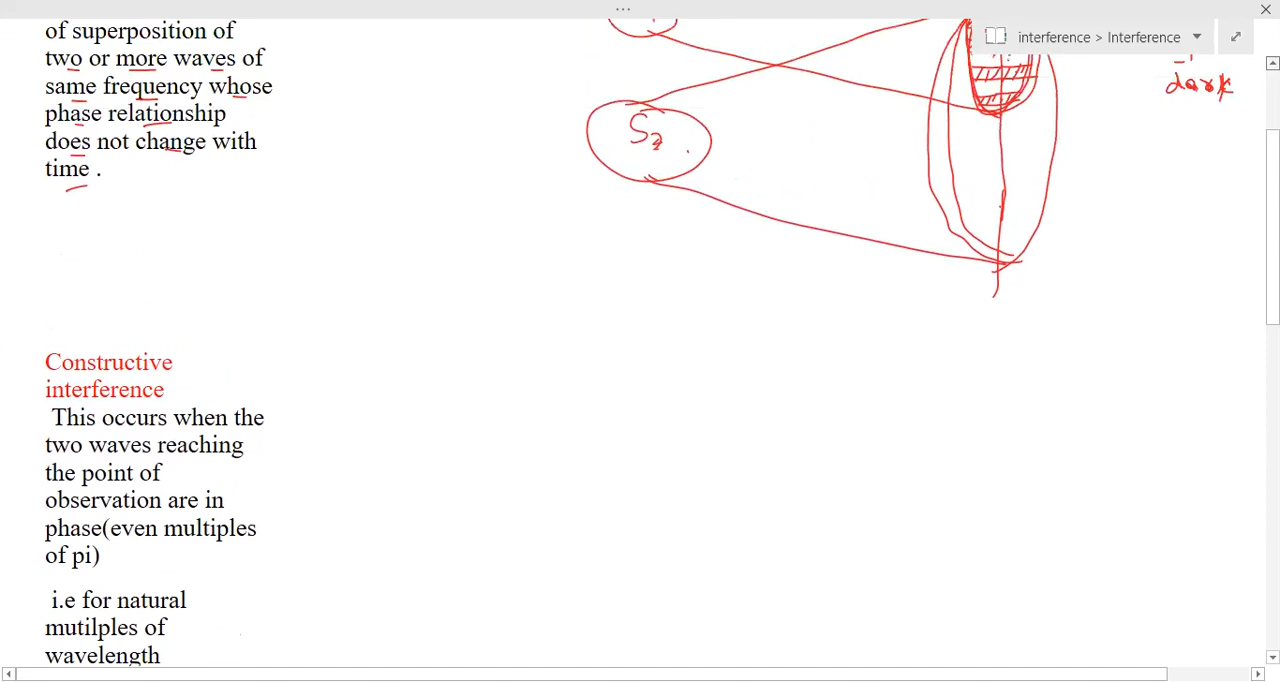 of superposition of
two or more waves of
same frequency whose
phase relationship
does not change with
time .
interference > Interference
dark
S2
Constructive
interference
This occurs when the
two waves reaching
the point of
observation are in
phase(even multiples
of pi)
i.e for natural
mutilples of
wavelength